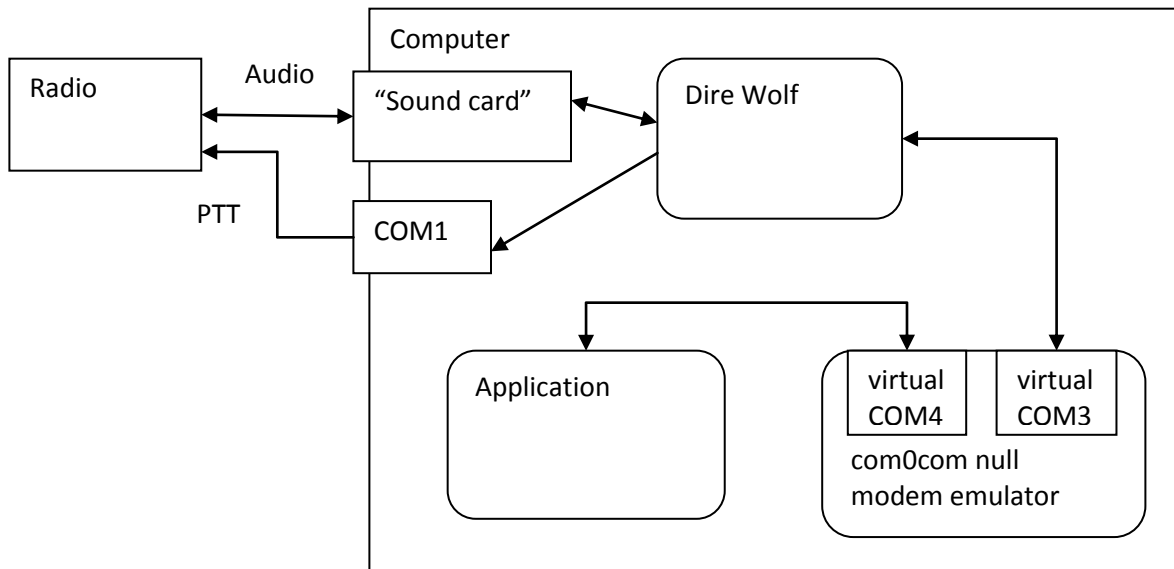 Computer
Radio
Audio
“Sound card”
Dire Wolf
PTT
COM1
Application
virtual
COM4
virtual
COM3
com0com null
modem emulator